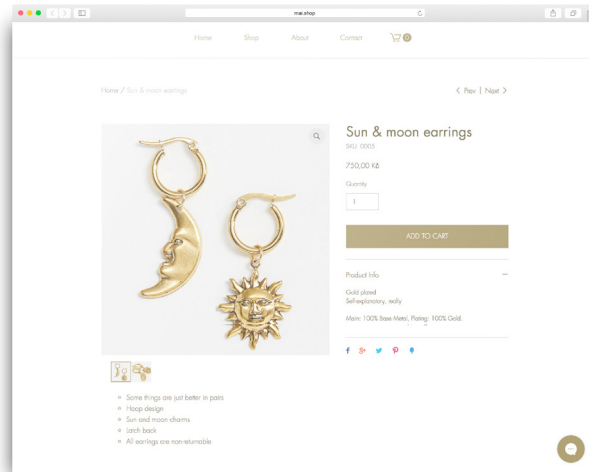 mai.shop
Home Shop About Contact 0
Home / Sun & moon earrings
Prev | Next
Sun & moon earrings
SKU: 0005
750,00 Kč
Quantity
1
ADD TO CART
Product Info
Gold plated
Self-explanatory, really
Main: 100% Base Metal, Plating: 100% Gold.
Some things are just better in pairs
Hoop design
Sun and moon charms
Latch back
All earrings are non-returnable